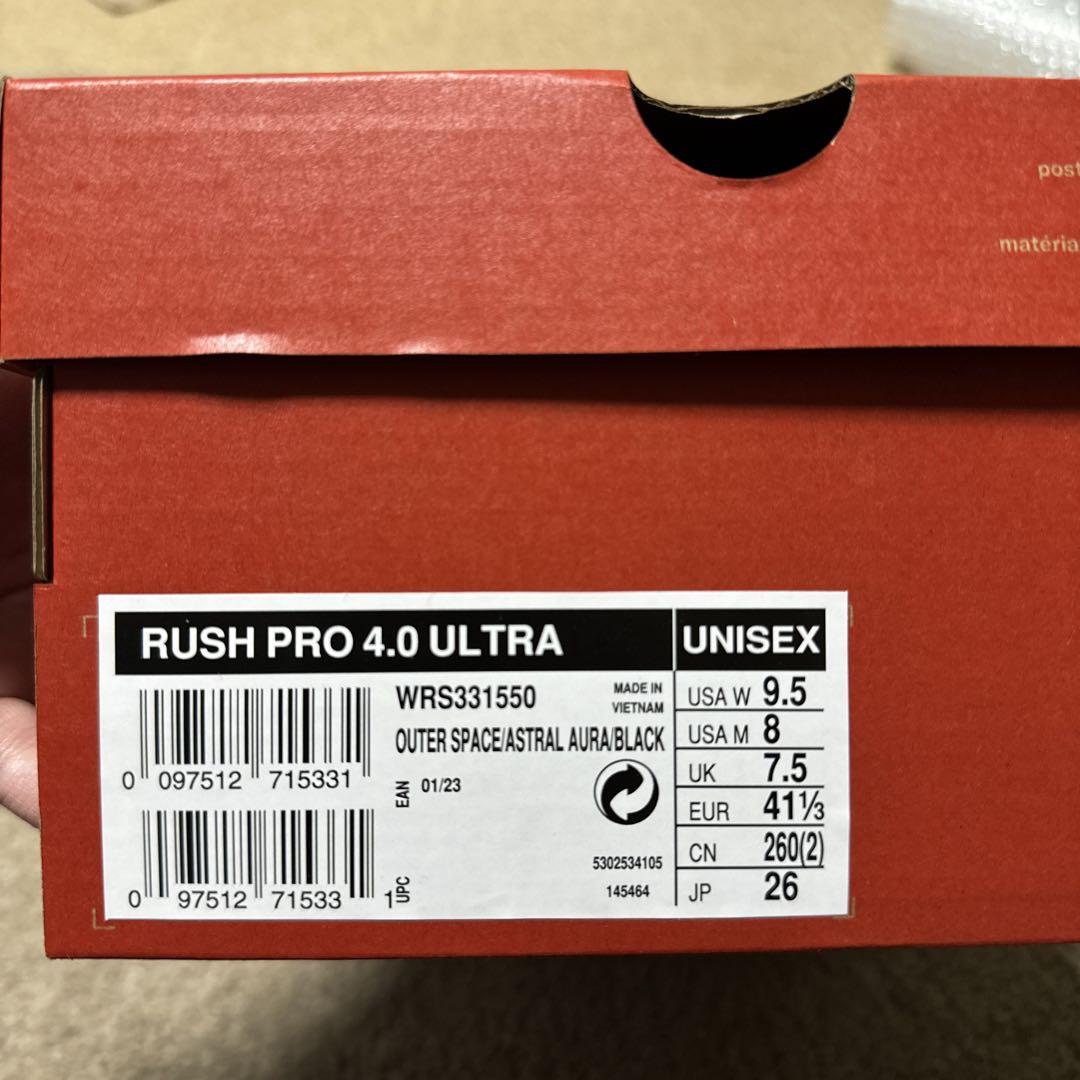 post
matéria
RUSH PRO 4.0 ULTRA
UNISEX
WRS331550
MADE IN
VIETNAM
OUTER SPACE/ASTRAL AURA/BLACK
0 097512 715331
EAN
01/23
0 97512 71533 1
UPC
5302534105
145464
USA W 9.5
USA M 8
UK 7.5
EUR 41⅓
CN 260(2)
JP 26